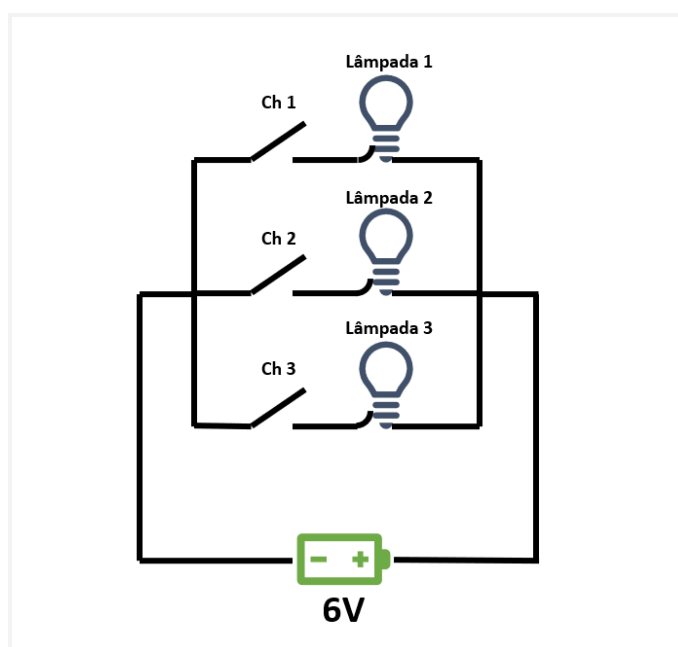 Lâmpada 1
Ch 1
Lâmpada 2
Ch 2
Lâmpada 3
Ch 3
− +
6V